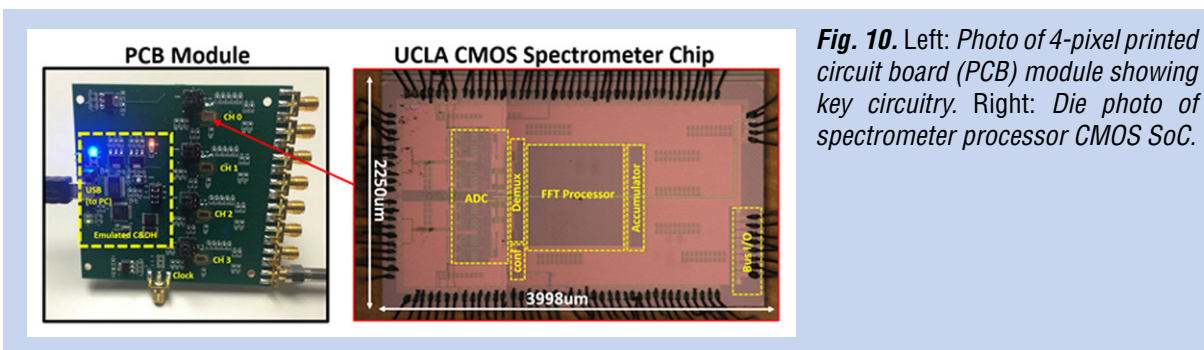 PCB Module
CH 0
CH 1
CH 2
CH 3
USB
(to PC)
Emulated C&DH
Clock
UCLA CMOS Spectrometer Chip
2250um
ADC
Demux
conf
FFT Processor
Accumulator
Bus I/O
3998um
Fig. 10. Left: Photo of 4-pixel printed
circuit board (PCB) module showing
key circuitry. Right: Die photo of
spectrometer processor CMOS SoC.